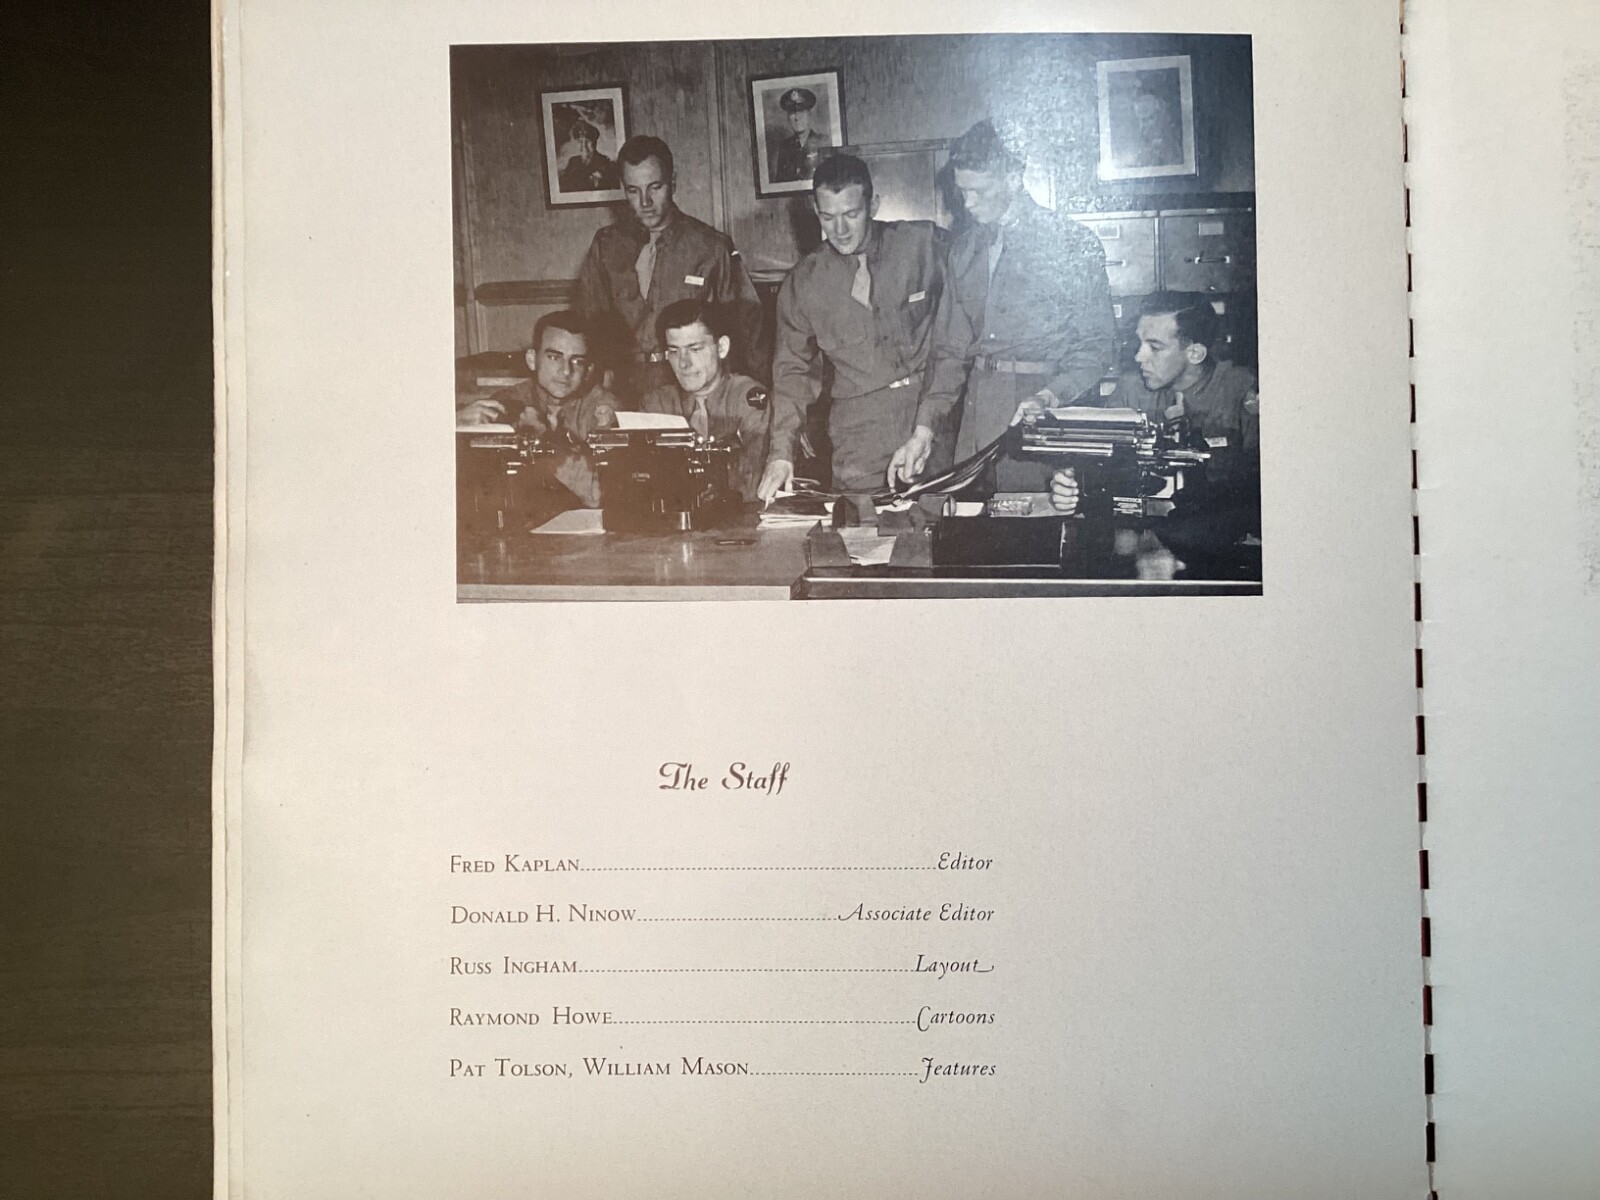 The Staff
FRED KAPLAN Editor
DONALD H. NINOW Associate Editor
RUSS INGHAM Layout
RAYMOND HOWE Cartoons
PAT TOLSON, WILLIAM MASON Features